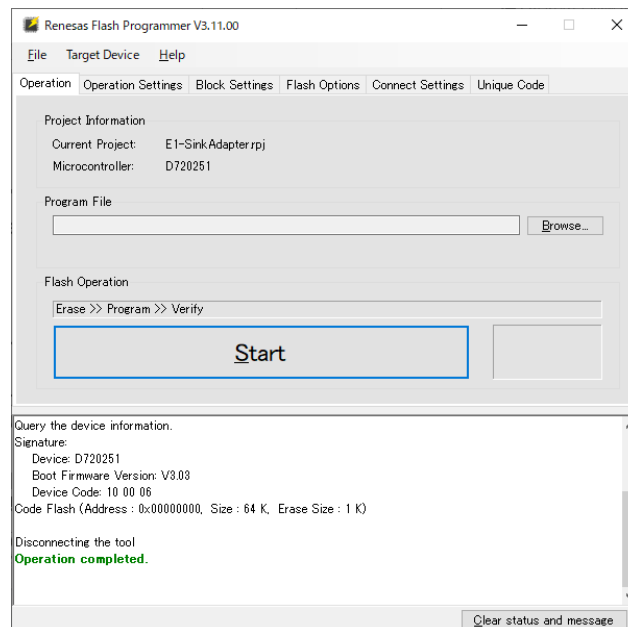 Renesas Flash Programmer V3.11.00
File Target Device Help
Operation Operation Settings Block Settings Flash Options Connect Settings Unique Code
Project Information
Current Project: E1-SinkAdapter.rpj
Microcontroller: D720251
Program File
Browse...
Flash Operation
Erase >> Program >> Verify
Start
Query the device information.
Signature:
Device: D720251
Boot Firmware Version: V3.03
Device Code: 10 00 06
Code Flash (Address : 0x00000000, Size : 64 K, Erase Size : 1 K)
Disconnecting the tool
Operation completed.
Clear status and message